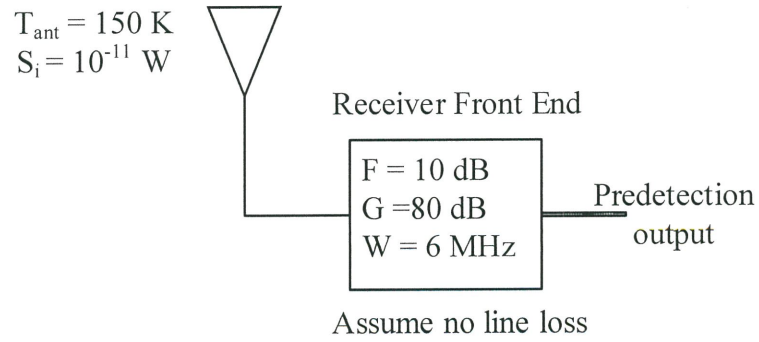 T_ant = 150 K
S_i = 10^-11 W
Receiver Front End
F = 10 dB
G =80 dB
W = 6 MHz
Predetection
output
Assume no line loss